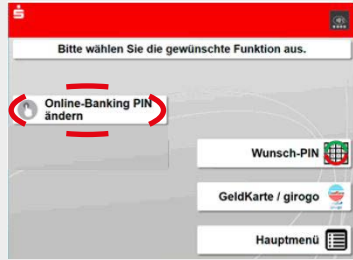 Bitte wählen Sie die gewünschte Funktion aus.
Online-Banking PIN
ändern
Wunsch-PIN
GeldKarte / girogo
Hauptmenü